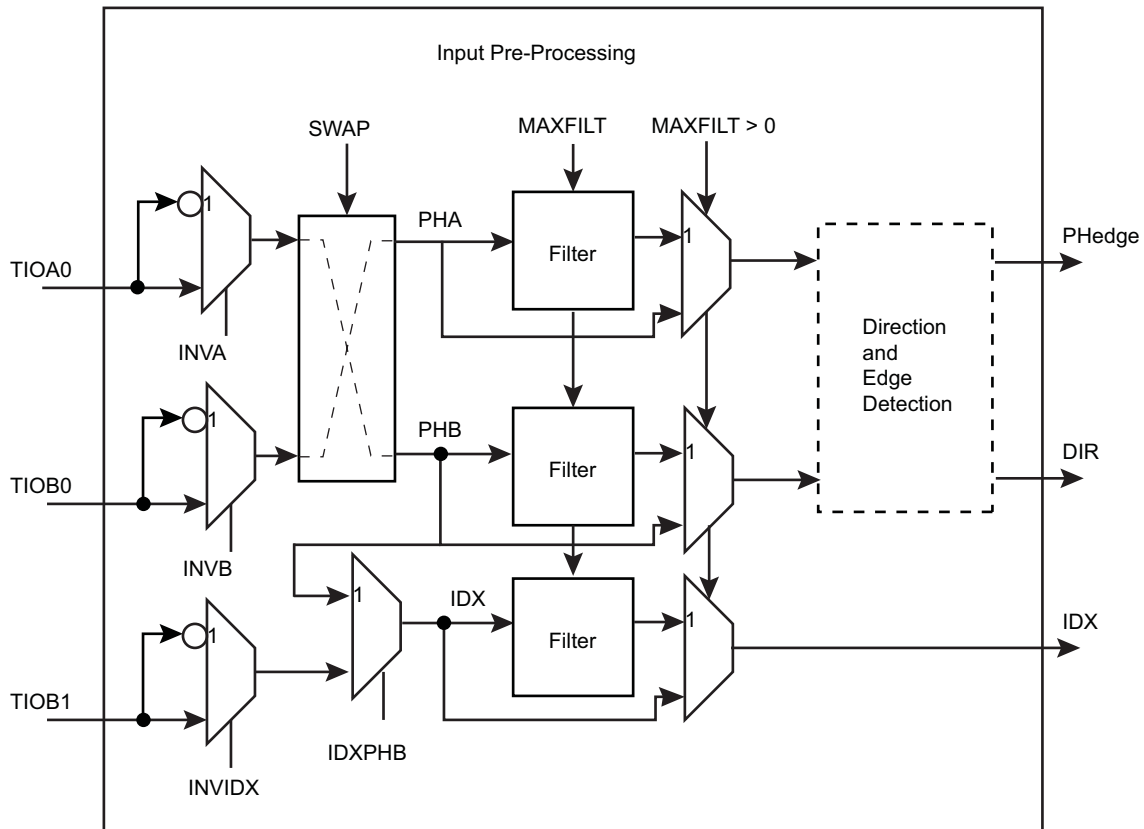 Input Pre-Processing
SWAP
MAXFILT
MAXFILT > 0
1
PHA
1
Filter
PHedge
TIOA0
INVA
Direction
and
Edge
Detection
1
PHB
1
Filter
DIR
TIOB0
INVB
1
IDX
1
Filter
IDX
1
TIOB1
IDXPHB
INVIDX